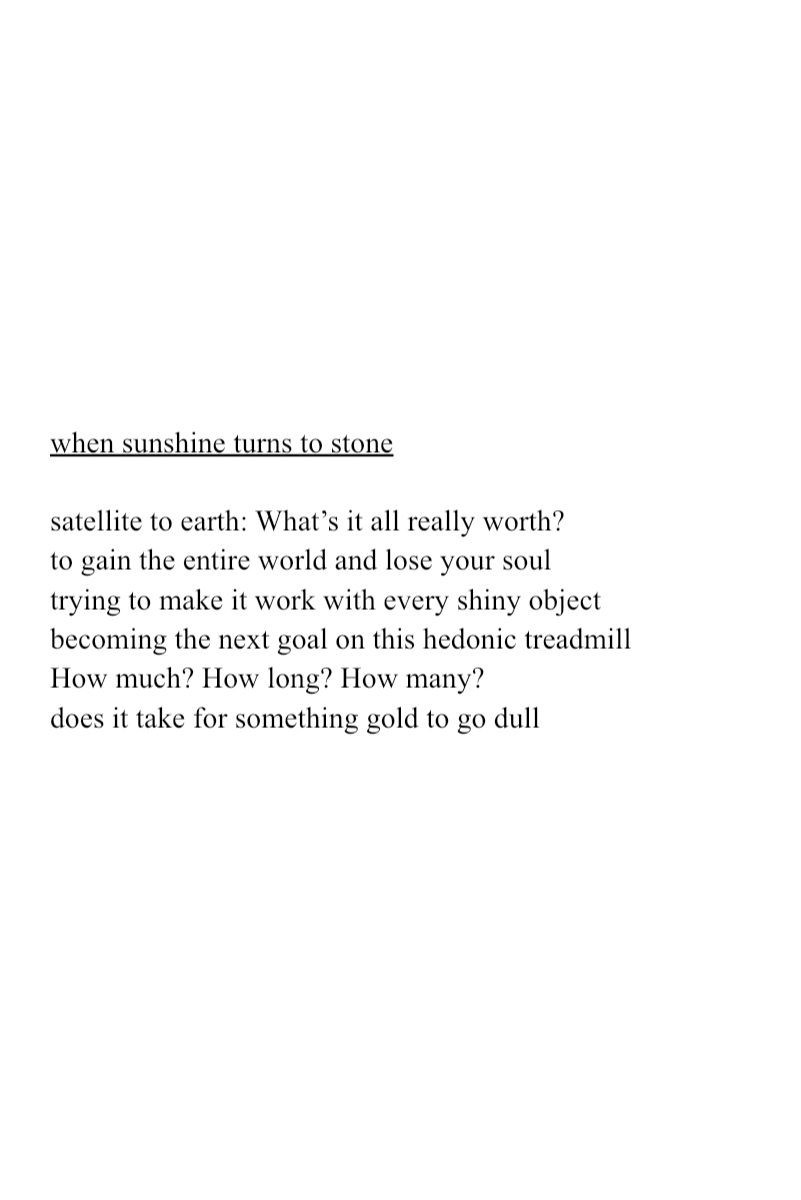 when sunshine turns to stone
satellite to earth: What’s it all really worth?
to gain the entire world and lose your soul
trying to make it work with every shiny object
becoming the next goal on this hedonic treadmill
How much? How long? How many?
does it take for something gold to go dull